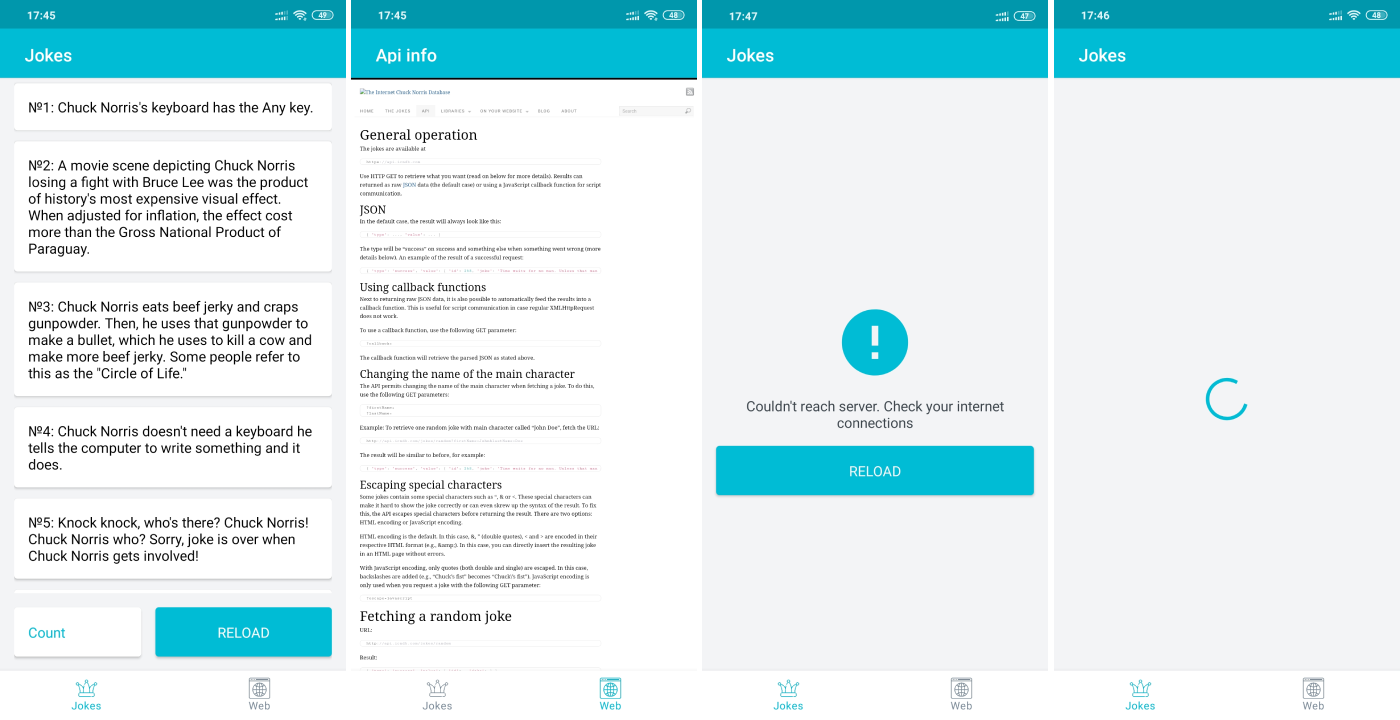 17:45
49
Jokes
№1: Chuck Norris's keyboard has the Any key.
№2: A movie scene depicting Chuck Norris
losing a fight with Bruce Lee was the product
of history's most expensive visual effect.
When adjusted for inflation, the effect cost
more than the Gross National Product of
Paraguay.
№3: Chuck Norris eats beef jerky and craps
gunpowder. Then, he uses that gunpowder to
make a bullet, which he uses to kill a cow and
make more beef jerky. Some people refer to
this as the "Circle of Life."
№4: Chuck Norris doesn't need a keyboard he
tells the computer to write something and it
does.
№5: Knock knock, who's there? Chuck Norris!
Chuck Norris who? Sorry, joke is over when
Chuck Norris gets involved!
Count
RELOAD
Jokes
Web
17:45
48
Api info
The Internet Chuck Norris Database
HOME THE JOKES API LIBRARIES ON YOUR WEBSITE BLOG ABOUT
Search
General operation
The jokes are available at
Use HTTP GET to retrieve what you want (read on below for more details). Results can
returned as raw JSON data (the default case) or using a JavaScript callback function for script
communication.
JSON
In the default case, the result will always look like this:
The type will be "success" on success and something else when something went wrong (more
details below). An example of the result of a successful request:
Using callback functions
Next to returning raw JSON data, it is also possible to automatically feed the results into a
callback function. This is useful for script communication in case regular XMLHttpRequest
does not work.
To use a callback function, use the following GET parameter:
The callback function will retrieve the parsed JSON as stated above.
Changing the name of the main character
The API permits changing the name of the main character when fetching a joke. To do this,
use the following GET parameters:
Example: To retrieve one random joke with main character called "John Doe", fetch the URL:
The result will be similar to before, for example:
Escaping special characters
Some jokes contain some special characters such as ", & or <. These special characters can
make it hard to show the joke correctly or can even skrew up the syntax of the result. To fix
this, the API escapes special characters before returning the result. There are two options:
HTML encoding or JavaScript encoding.
HTML encoding is the default. In this case, &, " (double quotes), < and > are encoded in their
respective HTML format (e.g., &amp;). In this case, you can directly insert the resulting joke
in an HTML page without errors.
With JavaScript encoding, only quotes (both double and single) are escaped. In this case,
backslashes are added (e.g., "Chuck's fist" becomes "Chuck\'s fist"). JavaScript encoding is
only used when you request a joke with the following GET parameter:
Fetching a random joke
URL:
Result:
Jokes
Web
17:47
47
Jokes
Couldn't reach server. Check your internet
connections
RELOAD
Jokes
Web
17:46
48
Jokes
Jokes
Web